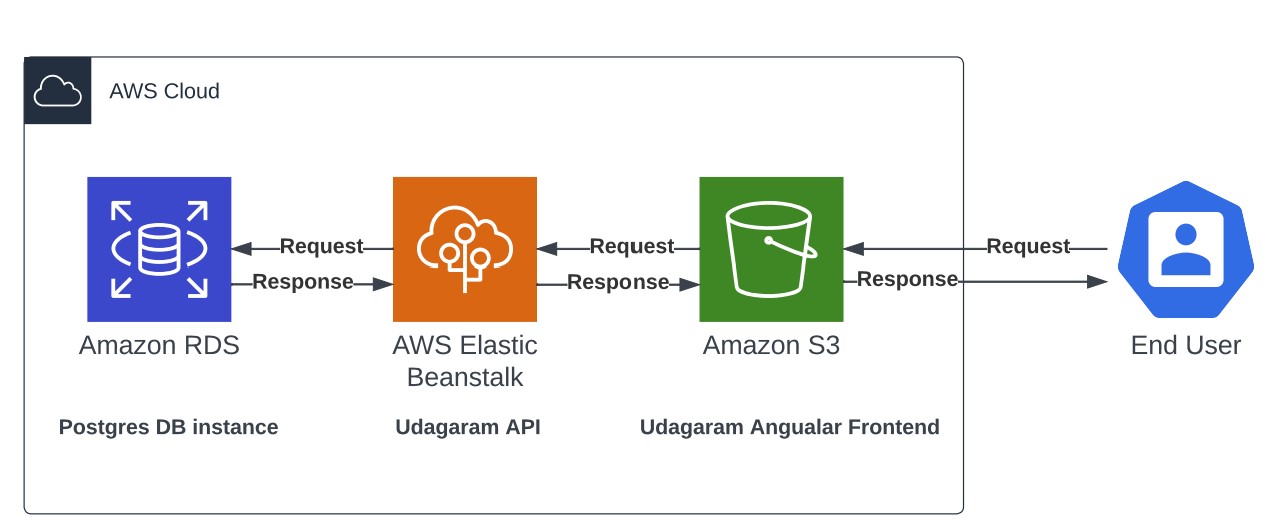 AWS Cloud
Request
Request
Request
Response
Response
Response
Amazon RDS
AWS Elastic
Beanstalk
Amazon S3
End User
Postgres DB instance
Udagaram API
Udagaram Angualar Frontend